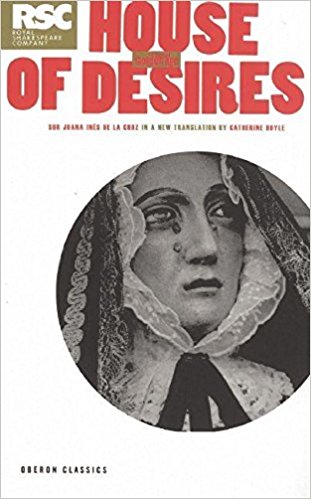 RSC
ROYAL
SHAKESPEARE
COMPANY
HOUSE
OF DESIRES
SOR JUANA INÉS DE LA CRUZ IN A NEW TRANSLATION BY CATHERINE BOYLE
OBERON CLASSICS